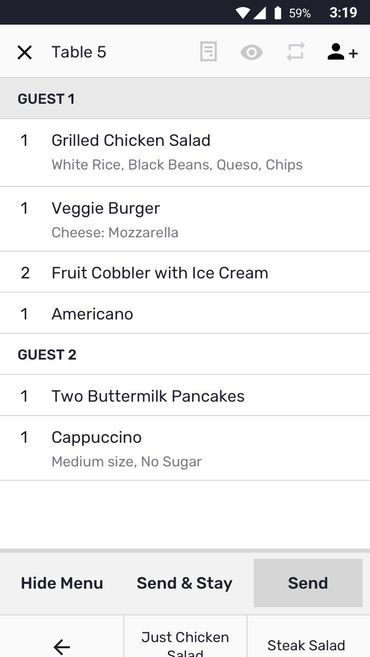 59% 3:19
Table 5
GUEST 1
1 Grilled Chicken Salad
White Rice, Black Beans, Queso, Chips
1 Veggie Burger
Cheese: Mozzarella
2 Fruit Cobbler with Ice Cream
1 Americano
GUEST 2
1 Two Buttermilk Pancakes
1 Cappuccino
Medium size, No Sugar
Hide Menu Send & Stay Send
Just Chicken
Salad
Steak Salad